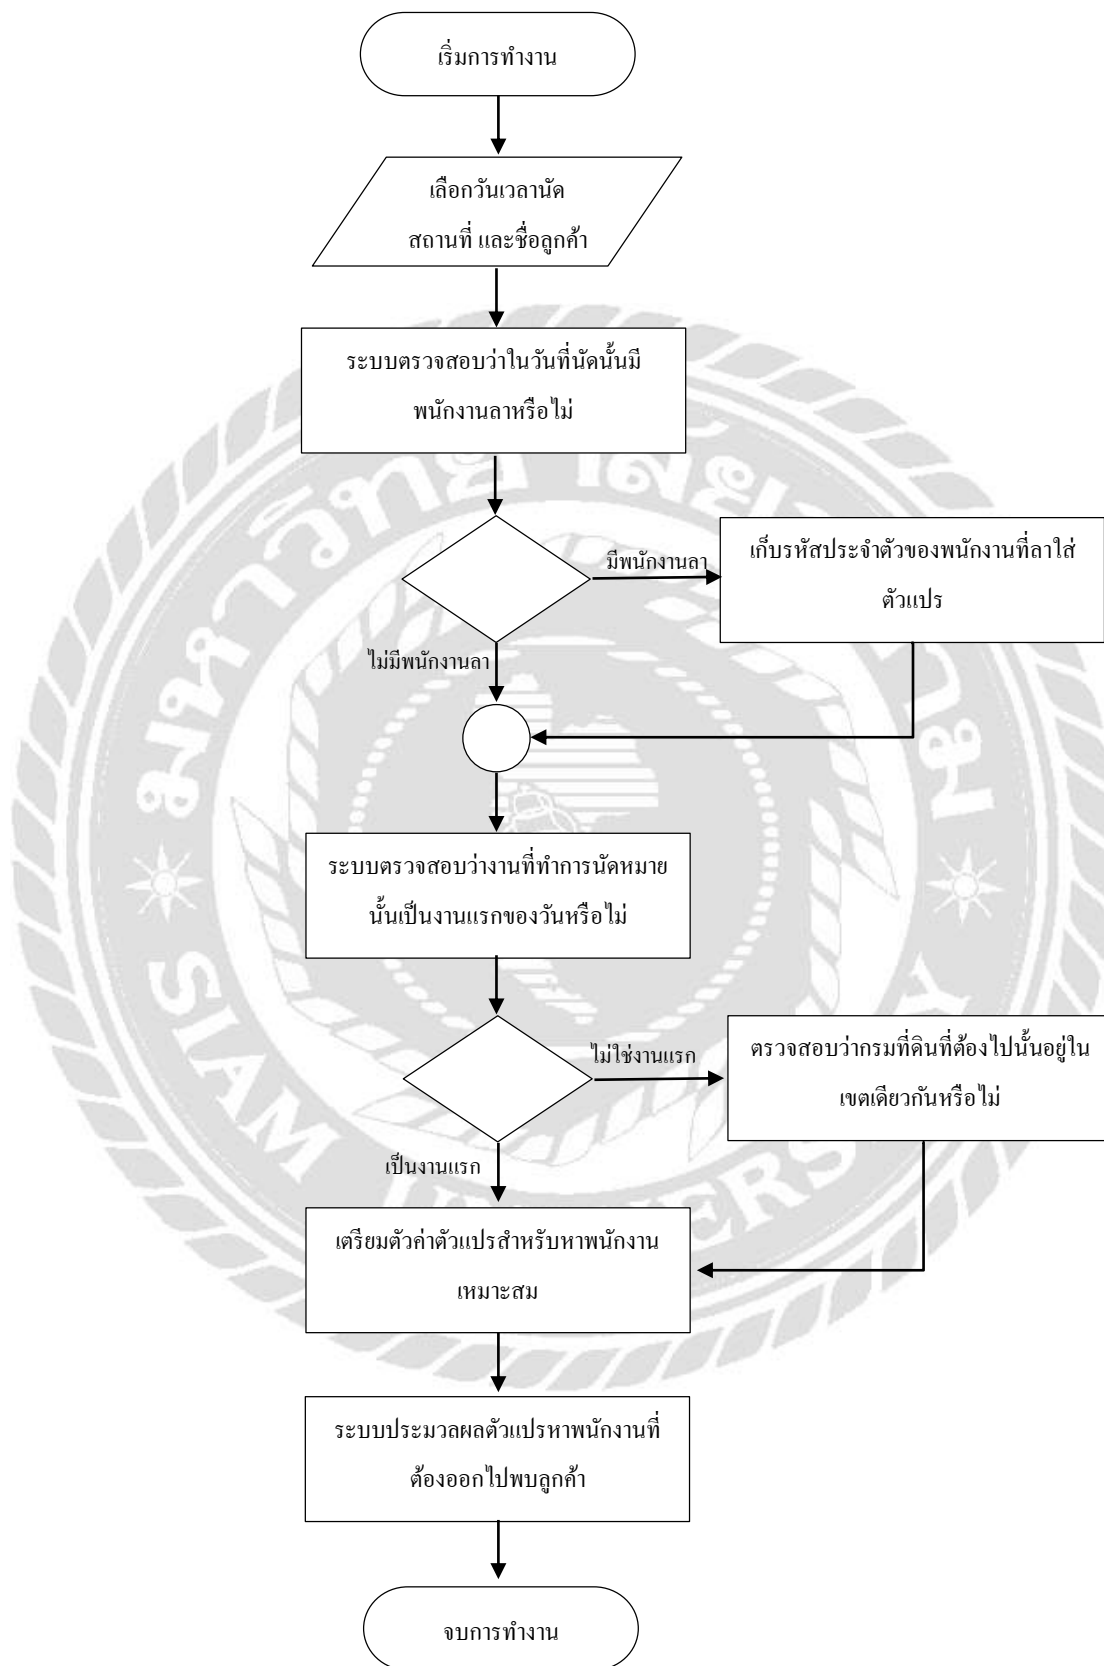 เริ่มการทำงาน
เลือกวันเวลานัด
สถานที่ และชื่อลูกค้า
ระบบตรวจสอบว่าในวันที่นัดนั้นมี
พนักงานลาหรือไม่
มีพนักงานลา
เก็บรหัสประจำตัวของพนักงานที่ลาใส่
ตัวแปร
ไม่มีพนักงานลา
ระบบตรวจสอบว่างานที่ทำการนัดหมาย
นั้นเป็นงานแรกของวันหรือไม่
ไม่ใช่งานแรก
ตรวจสอบว่ากรมที่ดินที่ต้องไปนั้นอยู่ใน
เขตเดียวกันหรือไม่
เป็นงานแรก
เตรียมตัวค่าตัวแปรสำหรับหาพนักงาน
เหมาะสม
ระบบประมวลผลตัวแปรหาพนักงานที่
ต้องออกไปพบลูกค้า
จบการทำงาน
มหาวิทยาลัยสยาม
SIAM UNIVERSITY